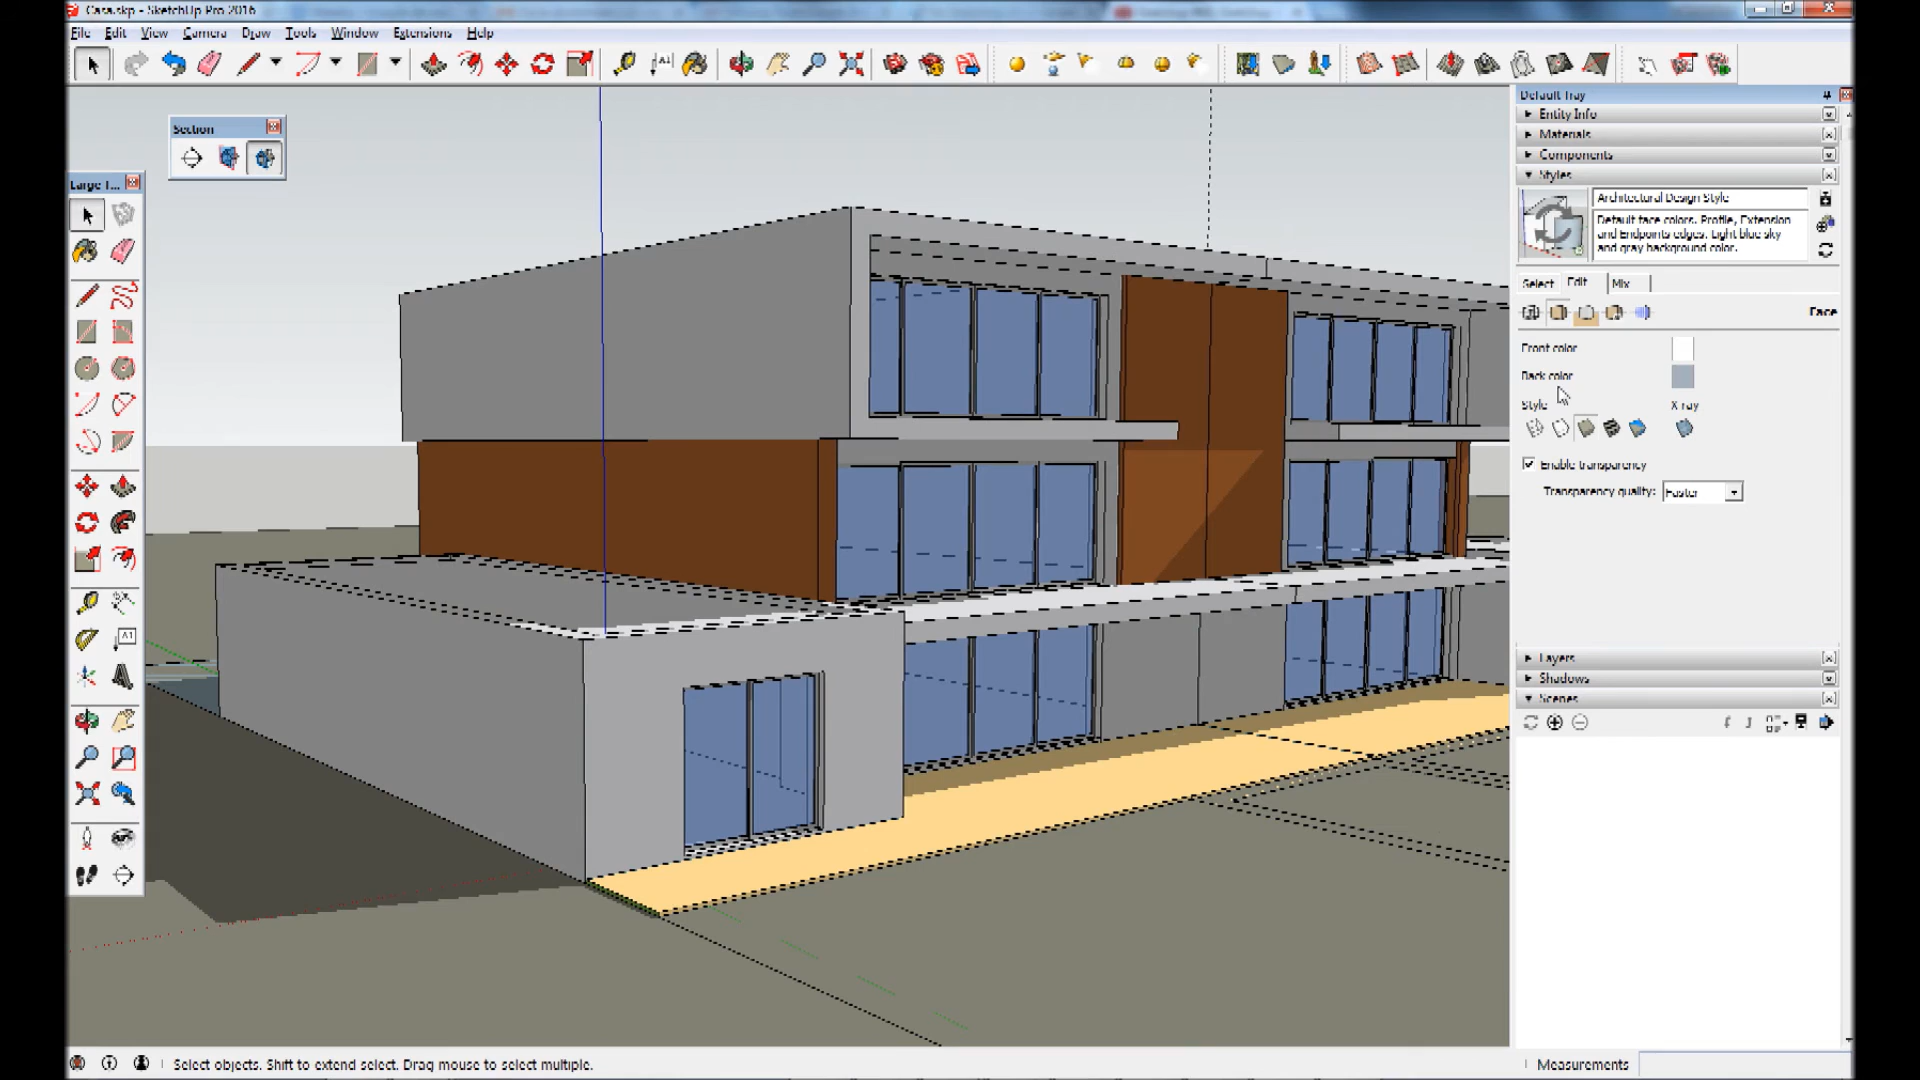 Casa.skp - SketchUp Pro 2016
File Edit View Camera Draw Tools Window Extensions Help
A1
Default Tray
Entity Info
Section
Materials
Components
Large T...
Styles
Architectural Design Style
Default face colors. Profile, Extension
and Endpoints edges. Light blue sky
and gray background color.
Select Edit Mix
Face
Front color
Back color
Style X ray
Enable transparency
Transparency quality: Faster
A1
Layers
Shadows
Scenes
Select objects. Shift to extend select. Drag mouse to select multiple.
Measurements